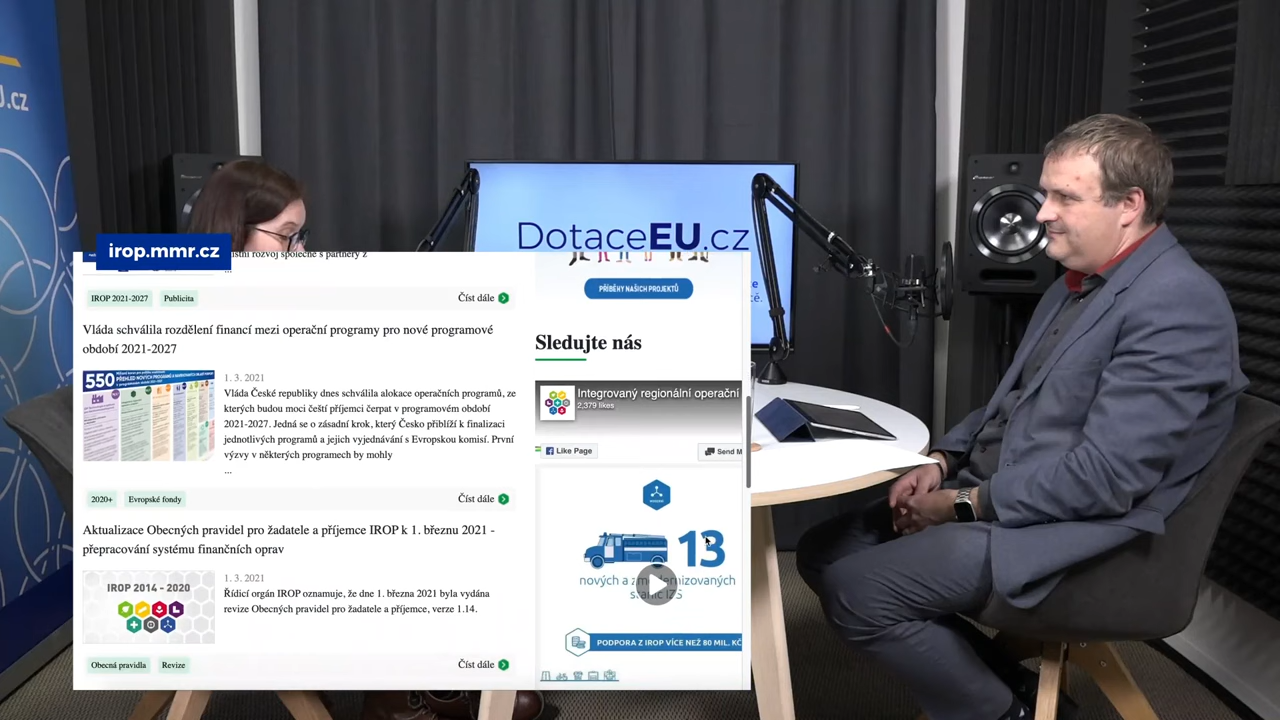 J.cz
DotaceEU.cz
irop.mmr.cz
...
IROP 2021-2027
Publicita
Číst dále
Vláda schválila rozdělení financí mezi operační programy pro nové programové
období 2021-2027
550
1. 3. 2021
Vláda České republiky dnes schválila alokace operačních programů, ze
kterých budou moci čeští příjemci čerpat v programovém období
2021-2027. Jedná se o zásadní krok, který Česko přiblíží k finalizaci
jednotlivých programů a jejich vyjednávání s Evropskou komisí. První
výzvy v některých programech by mohly
...
2020+
Evropské fondy
Číst dále
Aktualizace Obecných pravidel pro žadatele a příjemce IROP k 1. březnu 2021 -
přepracování systému finančních oprav
IROP 2014 - 2020
1. 3. 2021
Řídicí orgán IROP oznamuje, že dne 1. března 2021 byla vydána
revize Obecných pravidel pro žadatele a příjemce, verze 1.14.
Obecná pravidla
Revize
Číst dále
PŘÍBĚHY NAŠICH PROJEKTŮ
Sledujte nás
Integrovaný regionální operační
2,379 likes
Like Page
Send M
13
nových a modernizovaných
stanic IZS
PODPORA Z IROP VÍCE NEŽ 80 MIL. KČ